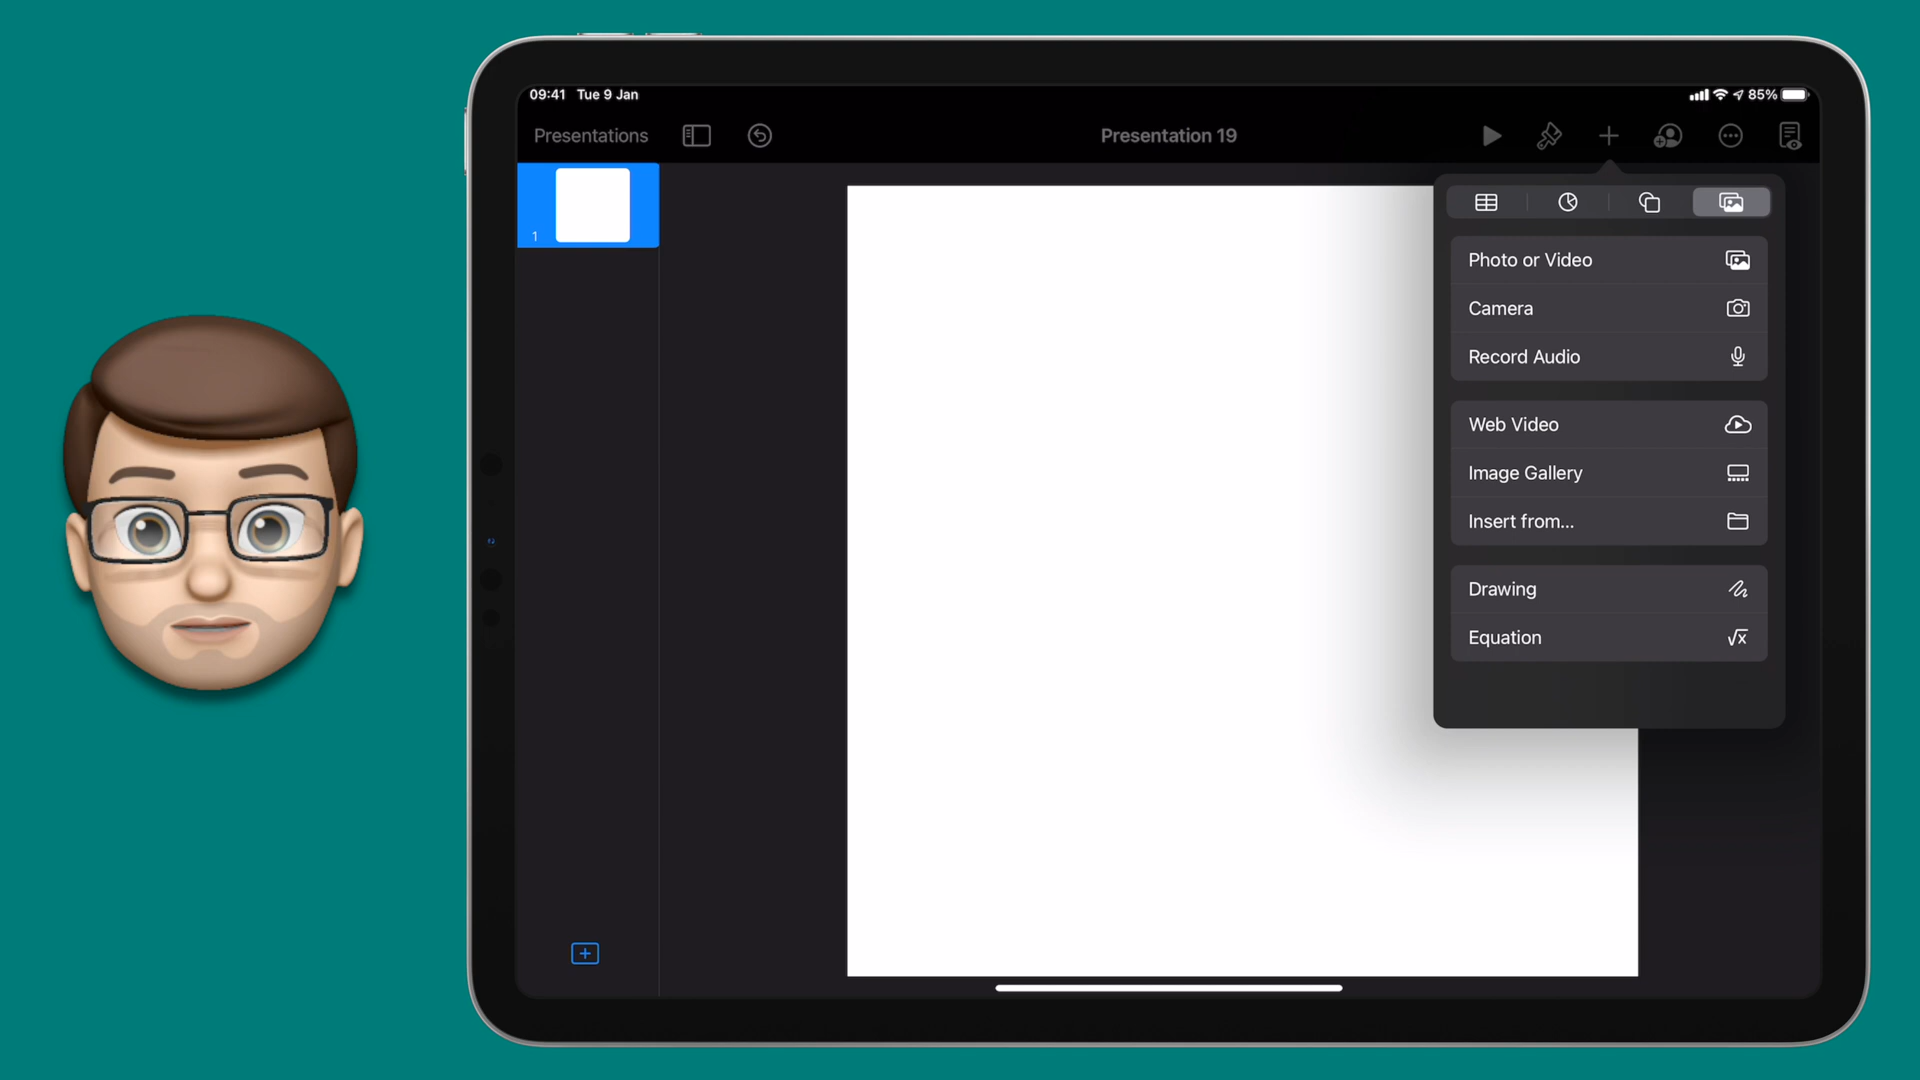 09:41 Tue 9 Jan
85%
Presentations
Presentation 19
1
Photo or Video
Camera
Record Audio
Web Video
Image Gallery
Insert from...
Drawing
Equation √x